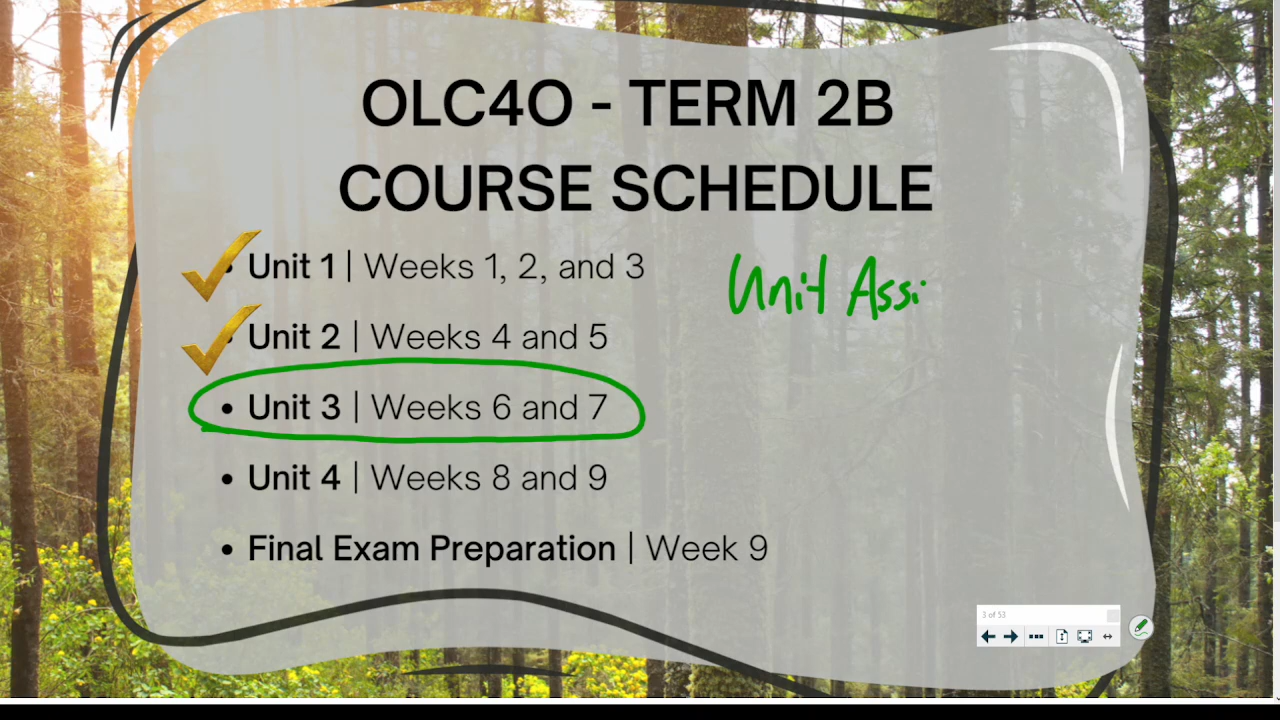 OLC4O - TERM 2B
COURSE SCHEDULE
• Unit 1 | Weeks 1, 2, and 3
Unit Assi
• Unit 2 | Weeks 4 and 5
• Unit 3 | Weeks 6 and 7
• Unit 4 | Weeks 8 and 9
• Final Exam Preparation | Week 9
3 of 53